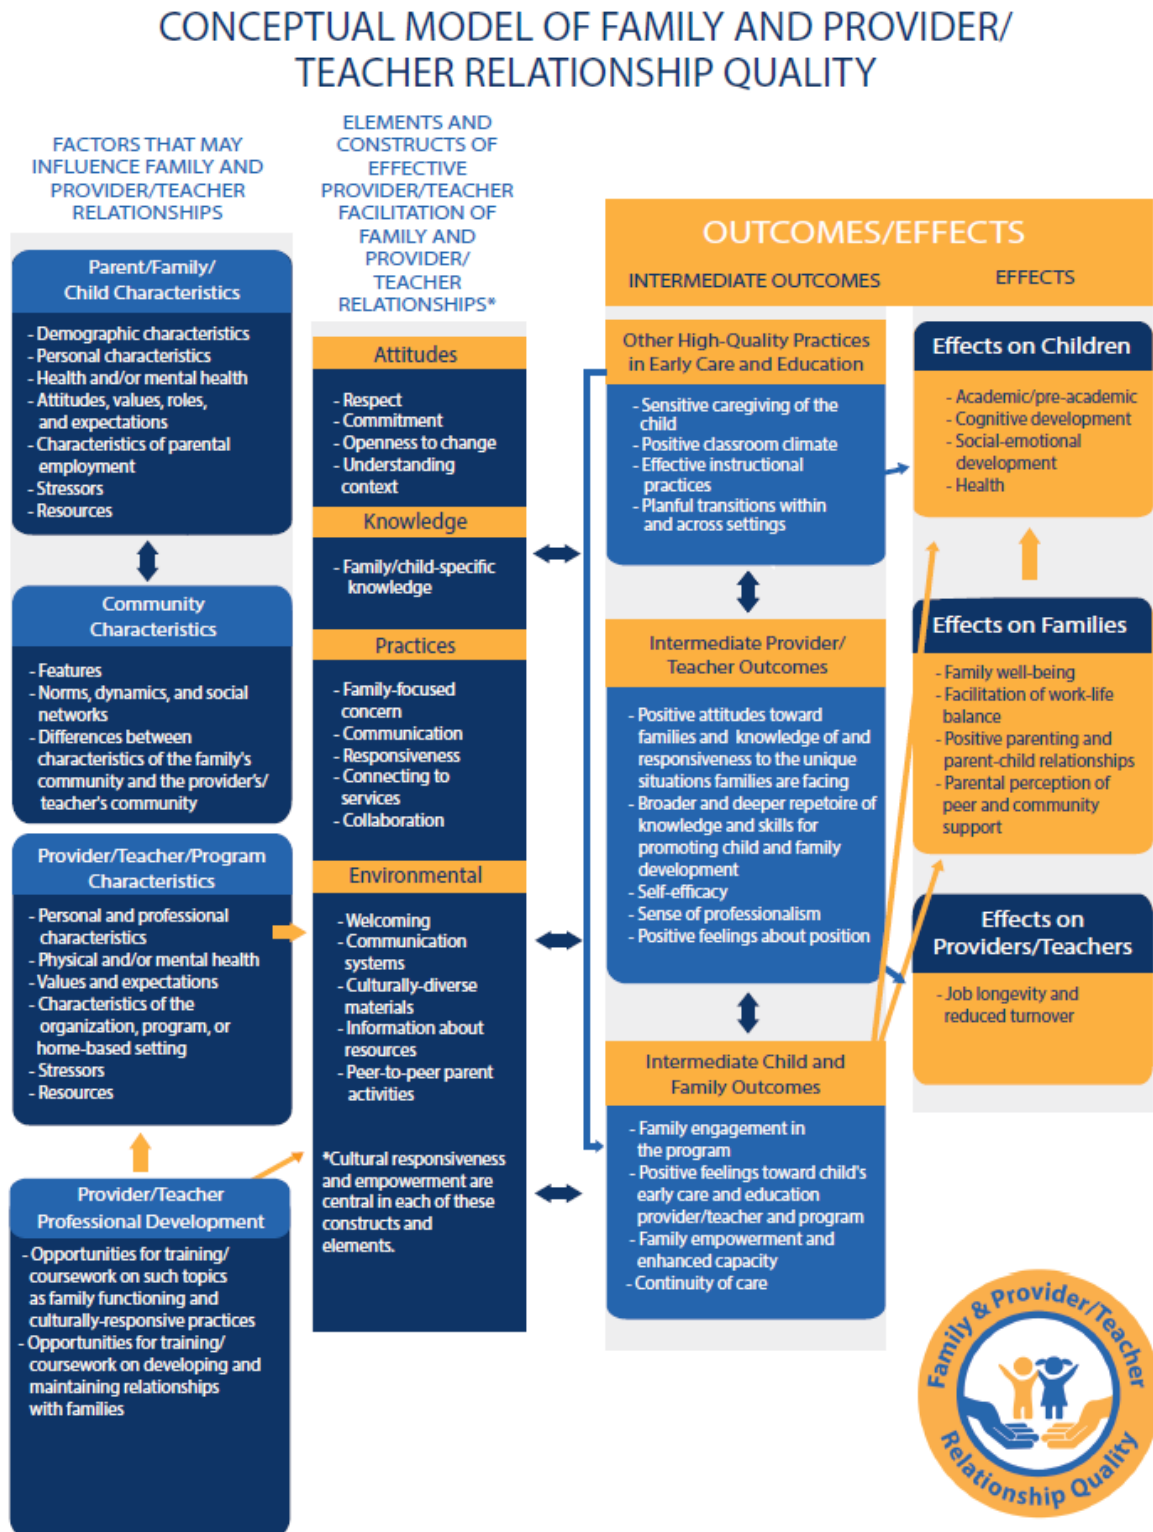 CONCEPTUAL MODEL OF FAMILY AND PROVIDER/
TEACHER RELATIONSHIP QUALITY
FACTORS THAT MAY
INFLUENCE FAMILY AND
PROVIDER/TEACHER
RELATIONSHIPS
Parent/Family/
Child Characteristics
- Demographic characteristics
- Personal characteristics
- Health and/or mental health
- Attitudes, values, roles,
and expectations
- Characteristics of parental
employment
- Stressors
- Resources
Community
Characteristics
- Features
- Norms, dynamics, and social
networks
- Differences between
characteristics of the family's
community and the provider's/
teacher's community
Provider/Teacher/Program
Characteristics
- Personal and professional
characteristics
- Physical and/or mental health
- Values and expectations
- Characteristics of the
organization, program, or
home-based setting
- Stressors
- Resources
Provider/Teacher
Professional Development
- Opportunities for training/
coursework on such topics
as family functioning and
culturally-responsive practices
- Opportunities for training/
coursework on developing and
maintaining relationships
with families
ELEMENTS AND
CONSTRUCTS OF
EFFECTIVE
PROVIDER/TEACHER
FACILITATION OF
FAMILY AND
PROVIDER/
TEACHER
RELATIONSHIPS*
Attitudes
- Respect
- Commitment
- Openness to change
- Understanding
context
Knowledge
- Family/child-specific
knowledge
Practices
- Family-focused
concern
- Communication
- Responsiveness
- Connecting to
services
- Collaboration
Environmental
- Welcoming
- Communication
systems
- Culturally-diverse
materials
- Information about
resources
- Peer-to-peer parent
activities
*Cultural responsiveness
and empowerment are
central in each of these
constructs and
elements.
OUTCOMES/EFFECTS
INTERMEDIATE OUTCOMES
Other High-Quality Practices
in Early Care and Education
- Sensitive caregiving of the
child
- Positive classroom climate
- Effective instructional
practices
- Planful transitions within
and across settings
Intermediate Provider/
Teacher Outcomes
- Positive attitudes toward
families and knowledge of and
responsiveness to the unique
situations families are facing
- Broader and deeper repetoire of
knowledge and skills for
promoting child and family
development
- Self-efficacy
- Sense of professionalism
- Positive feelings about position
Intermediate Child and
Family Outcomes
- Family engagement in
the program
- Positive feelings toward child's
early care and education
provider/teacher and program
- Family empowerment and
enhanced capacity
- Continuity of care
EFFECTS
Effects on Children
- Academic/pre-academic
- Cognitive development
- Social-emotional
development
- Health
Effects on Families
- Family well-being
- Facilitation of work-life
balance
- Positive parenting and
parent-child relationships
- Parental perception of
peer and community
support
Effects on
Providers/Teachers
- Job longevity and
reduced turnover
Family & Provider/Teacher
Relationship Quality